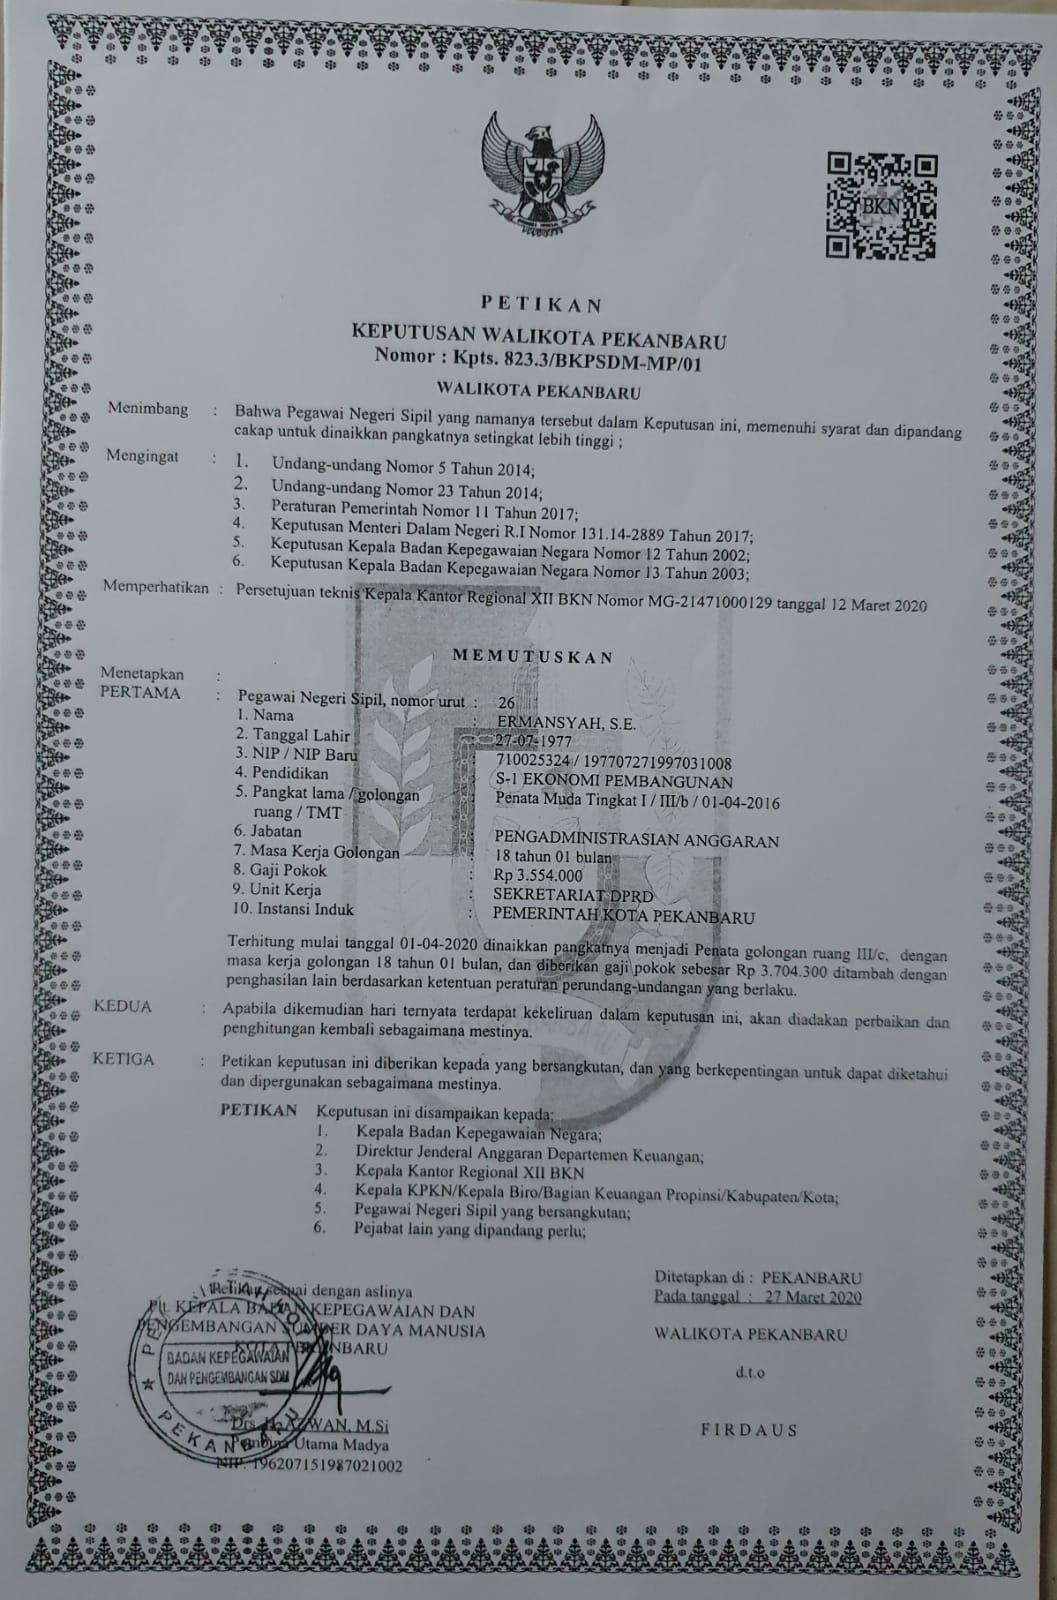 BKN
PETIKAN
KEPUTUSAN WALIKOTA PEKANBARU
Nomor : Kpts. 823.3/BKPSDM-MP/01
WALIKOTA PEKANBARU
Menimbang : Bahwa Pegawai Negeri Sipil yang namanya tersebut dalam Keputusan ini, memenuhi syarat dan dipandang
cakap untuk dinaikkan pangkatnya setingkat lebih tinggi ;
Mengingat : 1. Undang-undang Nomor 5 Tahun 2014;
2. Undang-undang Nomor 23 Tahun 2014;
3. Peraturan Pemerintah Nomor 11 Tahun 2017;
4. Keputusan Menteri Dalam Negeri R.I Nomor 131.14-2889 Tahun 2017;
5. Keputusan Kepala Badan Kepegawaian Negara Nomor 12 Tahun 2002;
6. Keputusan Kepala Badan Kepegawaian Negara Nomor 13 Tahun 2003;
Memperhatikan : Persetujuan teknis Kepala Kantor Regional XII BKN Nomor MG-21471000129 tanggal 12 Maret 2020
MEMUTUSKAN
Menetapkan :
PERTAMA : Pegawai Negeri Sipil, nomor urut : 26
1. Nama : ERMANSYAH, S.E.
2. Tanggal Lahir : 27-07-1977
3. NIP / NIP Baru : 710025324 / 197707271997031008
4. Pendidikan : S-1 EKONOMI PEMBANGUNAN
5. Pangkat lama / golongan : Penata Muda Tingkat I / III/b / 01-04-2016
ruang / TMT
6. Jabatan : PENGADMINISTRASIAN ANGGARAN
7. Masa Kerja Golongan : 18 tahun 01 bulan
8. Gaji Pokok : Rp 3.554.000
9. Unit Kerja : SEKRETARIAT DPRD
10. Instansi Induk : PEMERINTAH KOTA PEKANBARU
Terhitung mulai tanggal 01-04-2020 dinaikkan pangkatnya menjadi Penata golongan ruang III/c, dengan
masa kerja golongan 18 tahun 01 bulan, dan diberikan gaji pokok sebesar Rp 3.704.300 ditambah dengan
penghasilan lain berdasarkan ketentuan peraturan perundang-undangan yang berlaku.
KEDUA : Apabila dikemudian hari ternyata terdapat kekeliruan dalam keputusan ini, akan diadakan perbaikan dan
penghitungan kembali sebagaimana mestinya.
KETIGA : Petikan keputusan ini diberikan kepada yang bersangkutan, dan yang berkepentingan untuk dapat diketahui
dan dipergunakan sebagaimana mestinya.
PETIKAN Keputusan ini disampaikan kepada:
1. Kepala Badan Kepegawaian Negara;
2. Direktur Jenderal Anggaran Departemen Keuangan;
3. Kepala Kantor Regional XII BKN
4. Kepala KPKN/Kepala Biro/Bagian Keuangan Propinsi/Kabupaten/Kota;
5. Pegawai Negeri Sipil yang bersangkutan;
6. Pejabat lain yang dipandang perlu;
Petikan sesuai dengan aslinya
Plt. KEPALA BADAN KEPEGAWAIAN DAN
PENGEMBANGAN SUMBER DAYA MANUSIA
KOTA PEKANBARU
BADAN KEPEGAWAIAN
DAN PENGEMBANGAN SDM
PEKANBARU
AZWAN, M.Si
Pembina Utama Madya
NIP. 196207151987021002
Ditetapkan di : PEKANBARU
Pada tanggal : 27 Maret 2020
WALIKOTA PEKANBARU
d.t.o
FIRDAUS